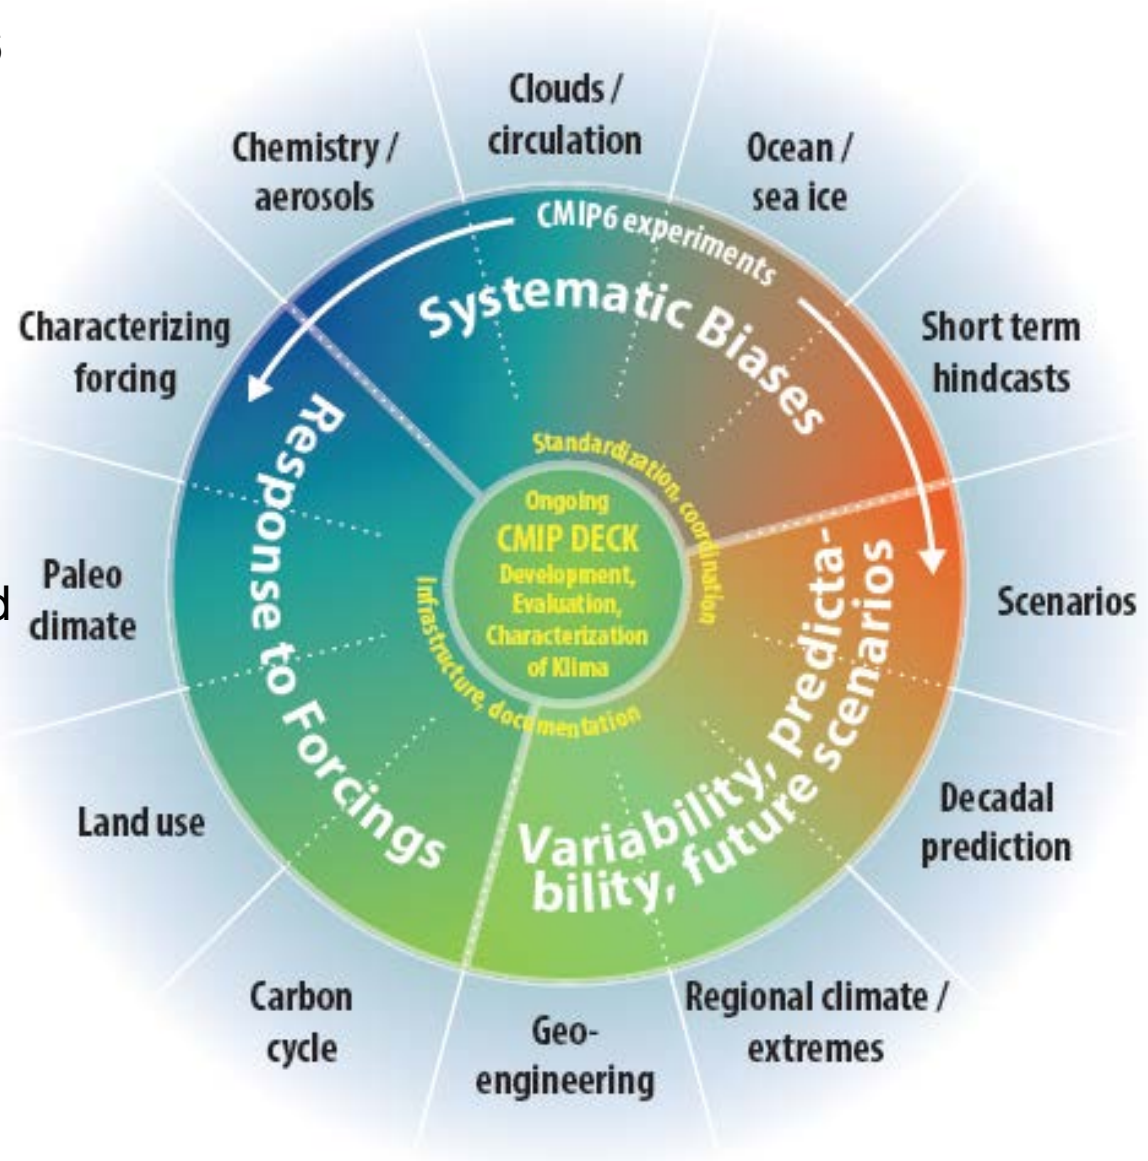 Clouds /
circulation
Ocean /
sea ice
Short term
hindcasts
Scenarios
Decadal
prediction
Regional climate /
extremes
Geo-
engineering
Carbon
cycle
Land use
Paleo
climate
Characterizing
forcing
Chemistry /
aerosols
CMIP6 experiments
Systematic Biases
Variability, predicta-
bility, future scenarios
Response to Forcings
Standardization, coordination
Infrastructure, documentation
Ongoing
CMIP DECK
Development,
Evaluation,
Characterization
of Klima
d